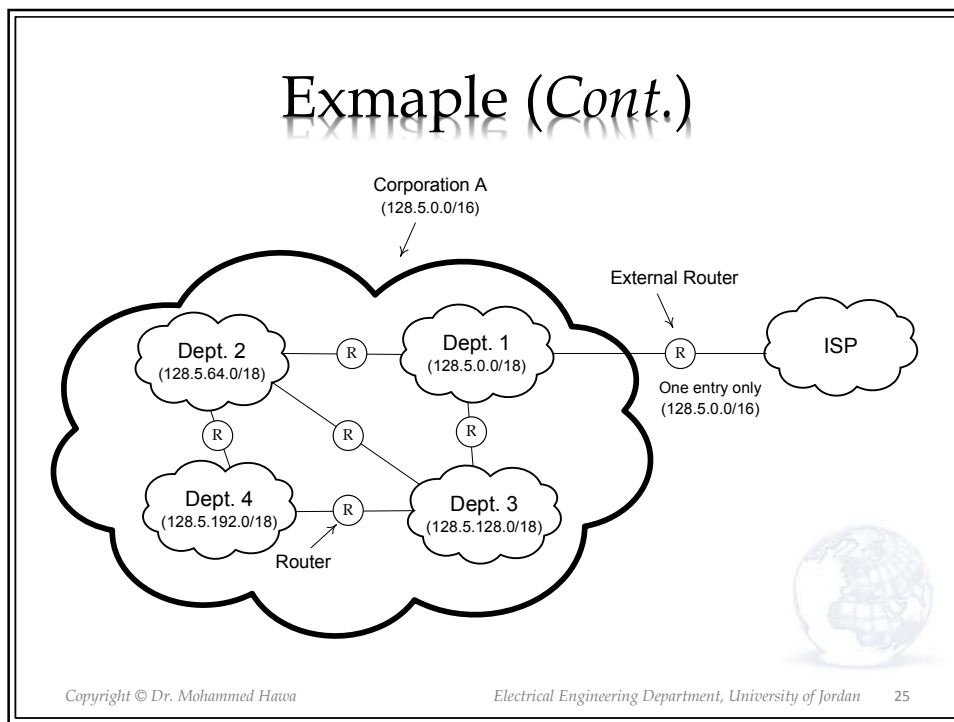 Exmaple (Cont.)
Corporation A
(128.5.0.0/16)
External Router
Dept. 2
(128.5.64.0/18)
R
Dept. 1
(128.5.0.0/18)
R
ISP
One entry only
(128.5.0.0/16)
R
R
R
Dept. 4
(128.5.192.0/18)
R
Dept. 3
(128.5.128.0/18)
Router
Copyright © Dr. Mohammed Hawa
Electrical Engineering Department, University of Jordan
25